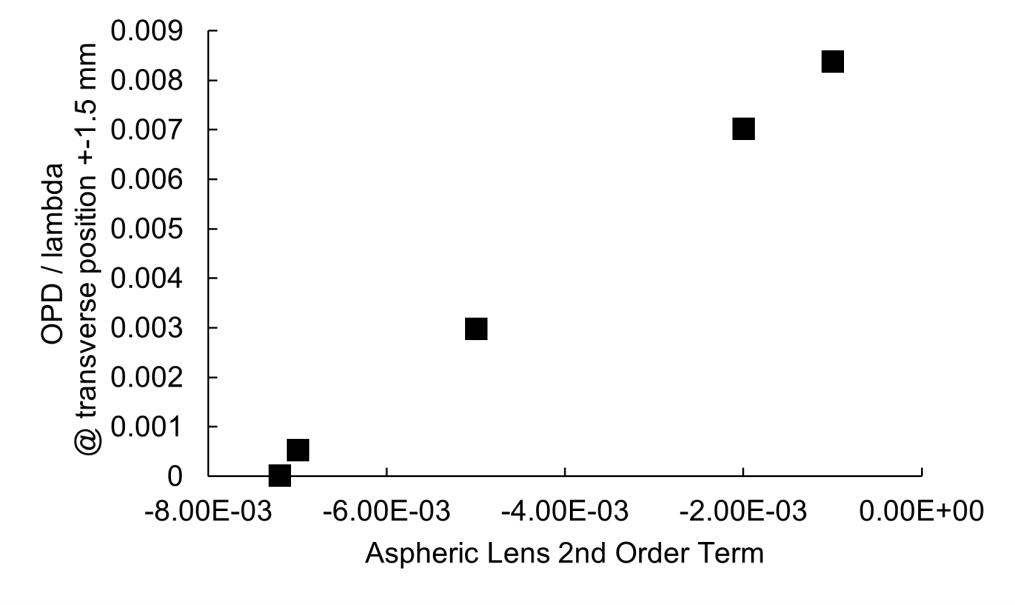 0.009
0.008
0.007
0.006
0.005
0.004
0.003
0.002
0.001
0
OPD / lambda
@ transverse position +-1.5 mm
-8.00E-03 -6.00E-03 -4.00E-03 -2.00E-03 0.00E+00
Aspheric Lens 2nd Order Term